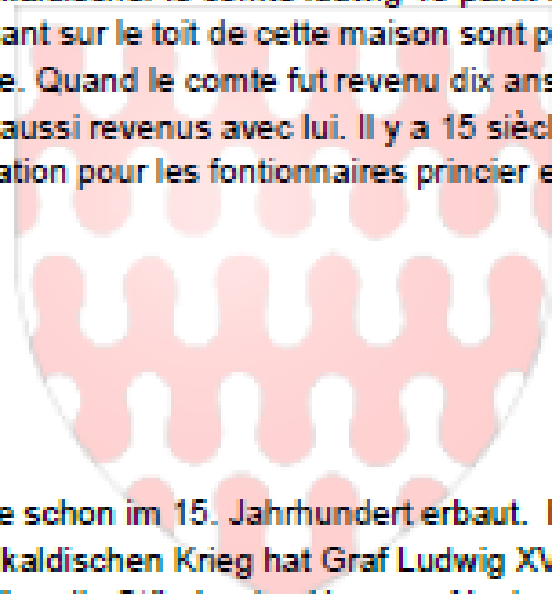 ant sur le toit de cette maison sont p
e. Quand le comte fut revenu dix ans
aussi revenus avec lui. Il y a 15 siècl
ation pour les fontionnaires princier e
e schon im 15. Jahrhundert erbaut.
kaldischen Krieg hat Graf Ludwig XV